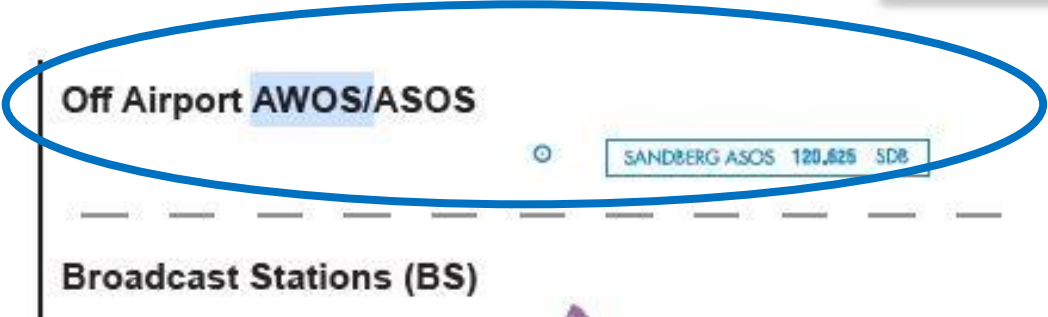 Off Airport AWOS/ASOS
SANDBERG ASOS 120.625 SDB
Broadcast Stations (BS)